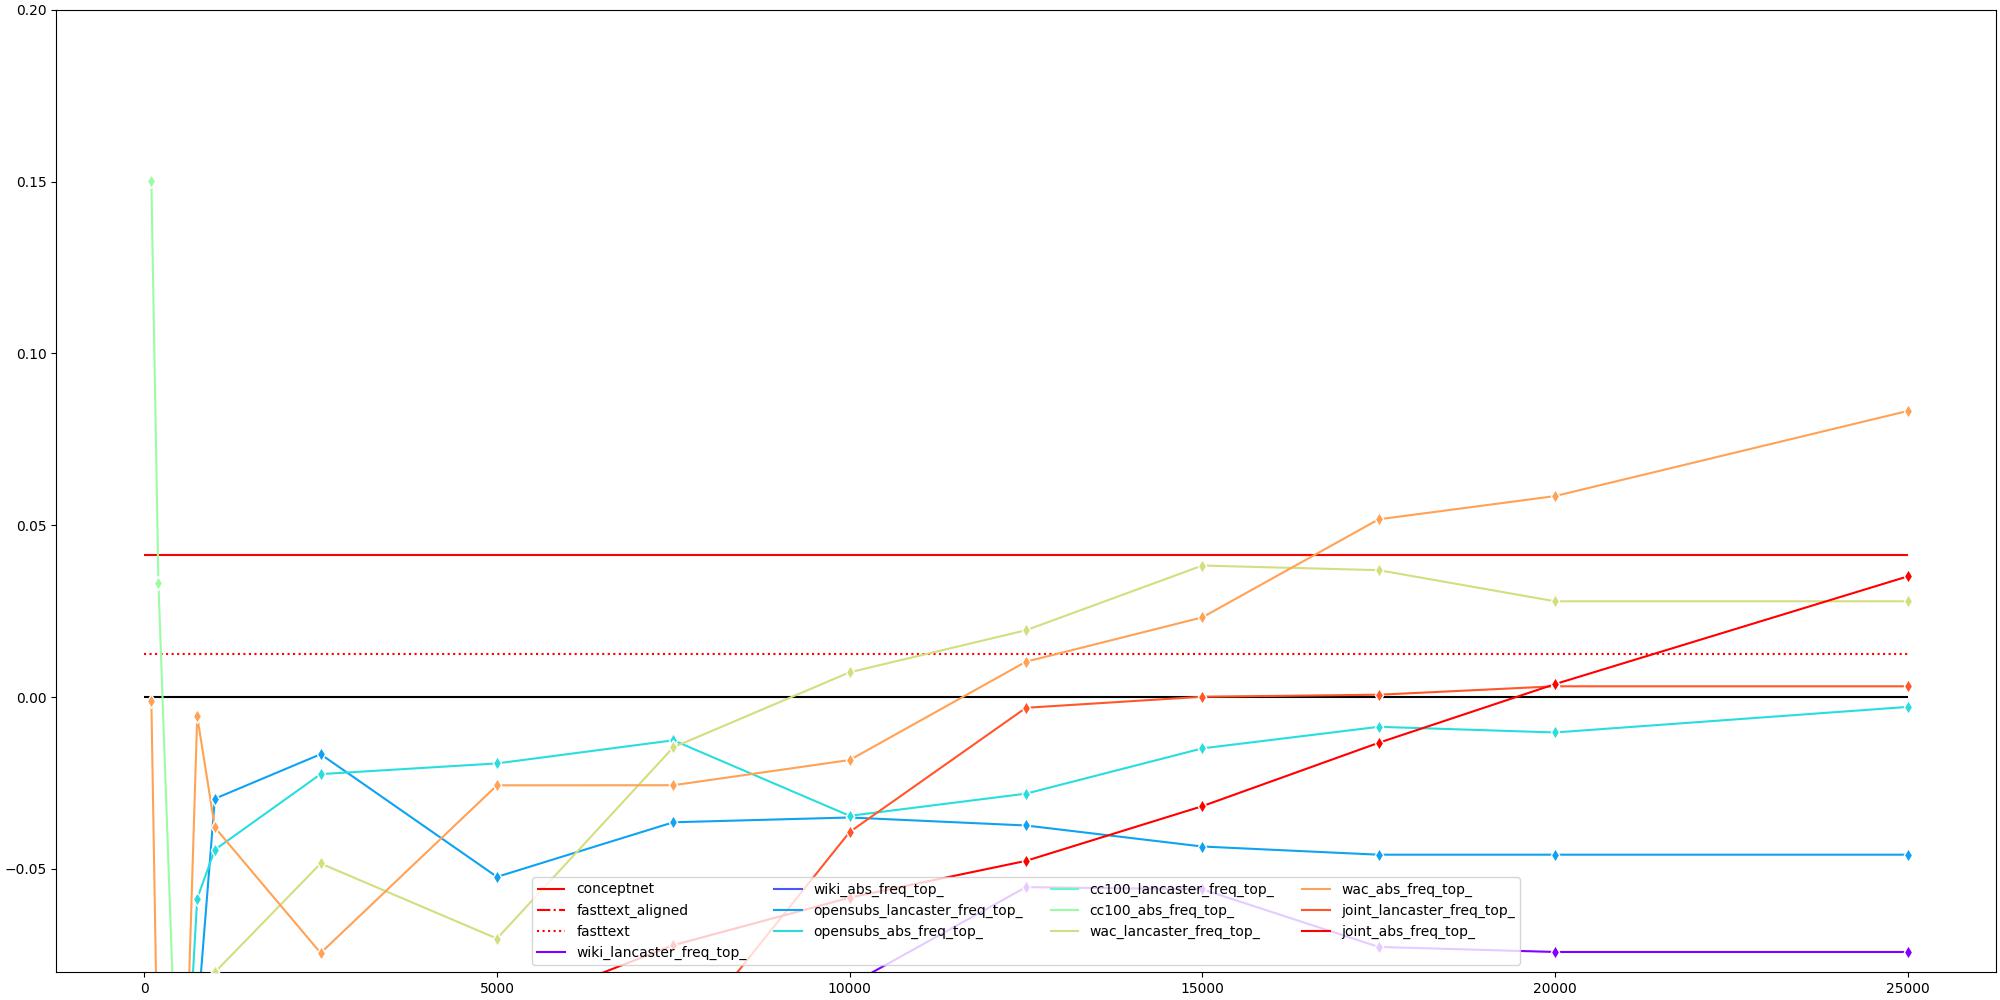 0.20
0.15
0.10
0.05
0.00
−0.05
conceptnet
fasttext_aligned
fasttext
wiki_lancaster_freq_top_
wiki_abs_freq_top_
opensubs_lancaster_freq_top_
opensubs_abs_freq_top_
cc100_lancaster_freq_top_
cc100_abs_freq_top_
wac_lancaster_freq_top_
wac_abs_freq_top_
joint_lancaster_freq_top_
joint_abs_freq_top_
0 5000 10000 15000 20000 25000